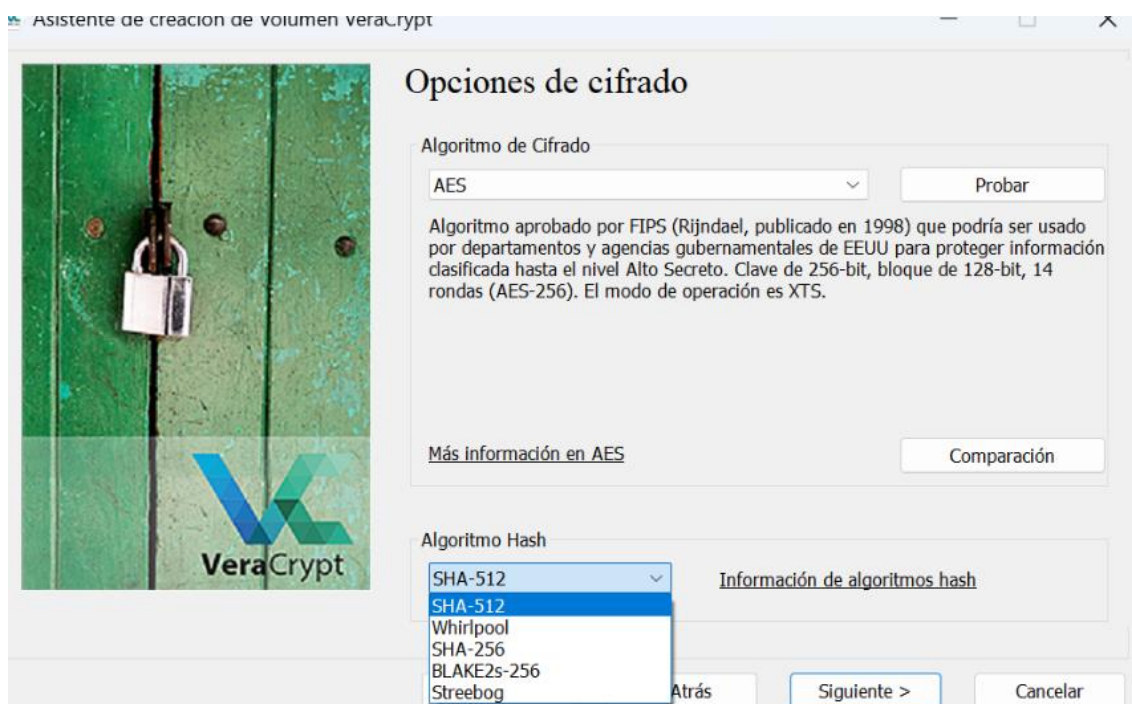 Asistente de creación de Volumen VeraCrypt
Opciones de cifrado
Algoritmo de Cifrado
AES
Probar
Algoritmo aprobado por FIPS (Rijndael, publicado en 1998) que podría ser usado
por departamentos y agencias gubernamentales de EEUU para proteger información
clasificada hasta el nivel Alto Secreto. Clave de 256-bit, bloque de 128-bit, 14
rondas (AES-256). El modo de operación es XTS.
Más información en AES
Comparación
VeraCrypt
Algoritmo Hash
SHA-512
Información de algoritmos hash
SHA-512
Whirlpool
SHA-256
BLAKE2s-256
Streebog
Atrás
Siguiente >
Cancelar